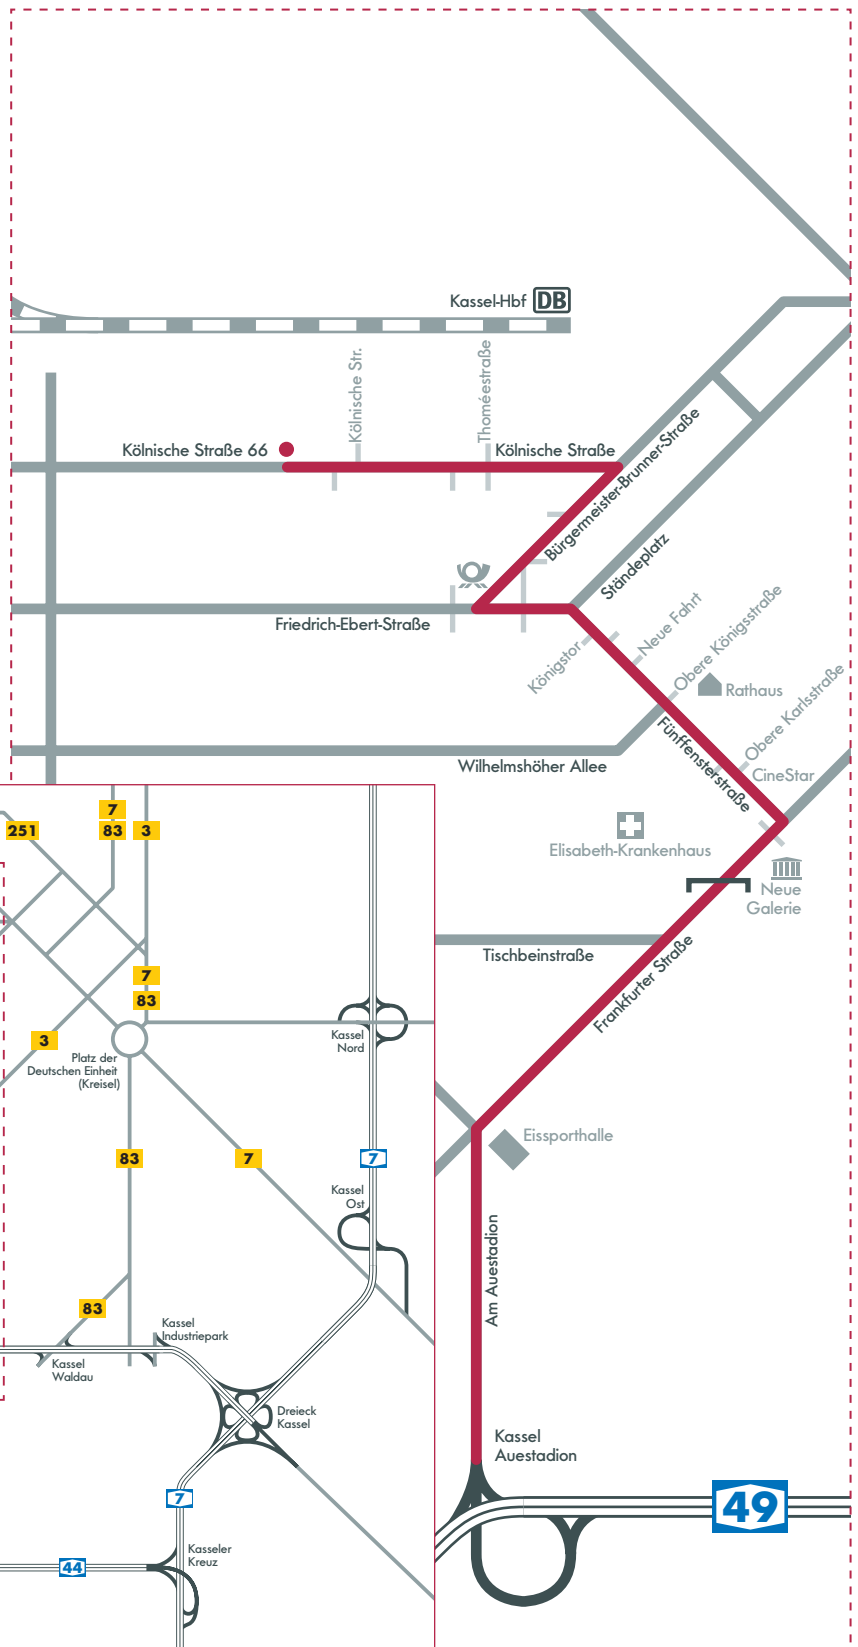 Kassel-Hbf DB
Kölnische Str.
Thoméestraße
Kölnische Straße 66
Kölnische Straße
Bürgermeister-Brunner-Straße
Ständeplatz
Friedrich-Ebert-Straße
Königstor
Neue Fahrt
Obere Königsstraße
Rathaus
Obere Karlsstraße
Fünffensterstraße
Wilhelmshöher Allee
CineStar
Elisabeth-Krankenhaus
Neue
Galerie
Tischbeinstraße
Frankfurter Straße
Eissporthalle
Am Auestadion
Kassel
Auestadion
49
7
251
83
3
7
83
3
Platz der
Deutschen Einheit
(Kreisel)
Kassel
Nord
83
7
7
Kassel
Ost
83
Kassel
Industriepark
Kassel
Waldau
Dreieck
Kassel
7
Kasseler
Kreuz
44